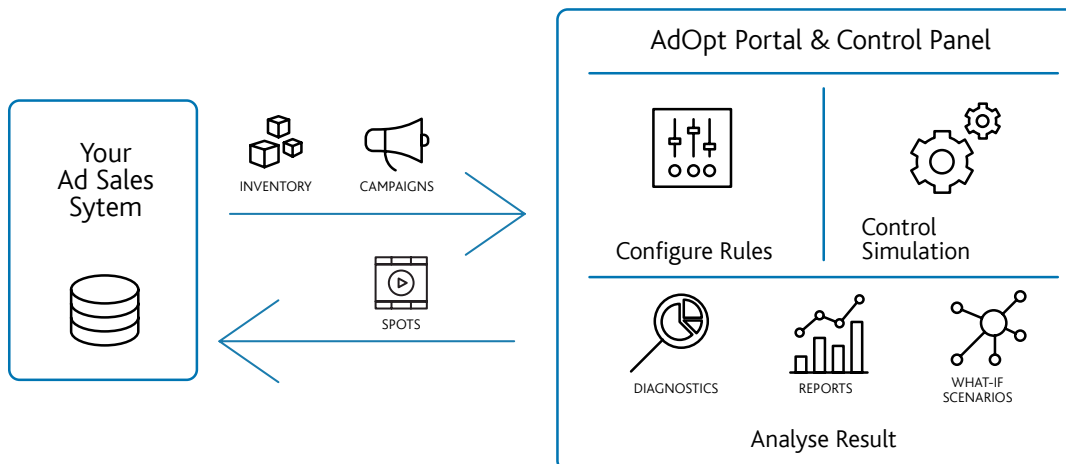 Your
Ad Sales
Sytem
INVENTORY
CAMPAIGNS
SPOTS
AdOpt Portal & Control Panel
Configure Rules
Control
Simulation
DIAGNOSTICS
REPORTS
WHAT-IF
SCENARIOS
Analyse Result